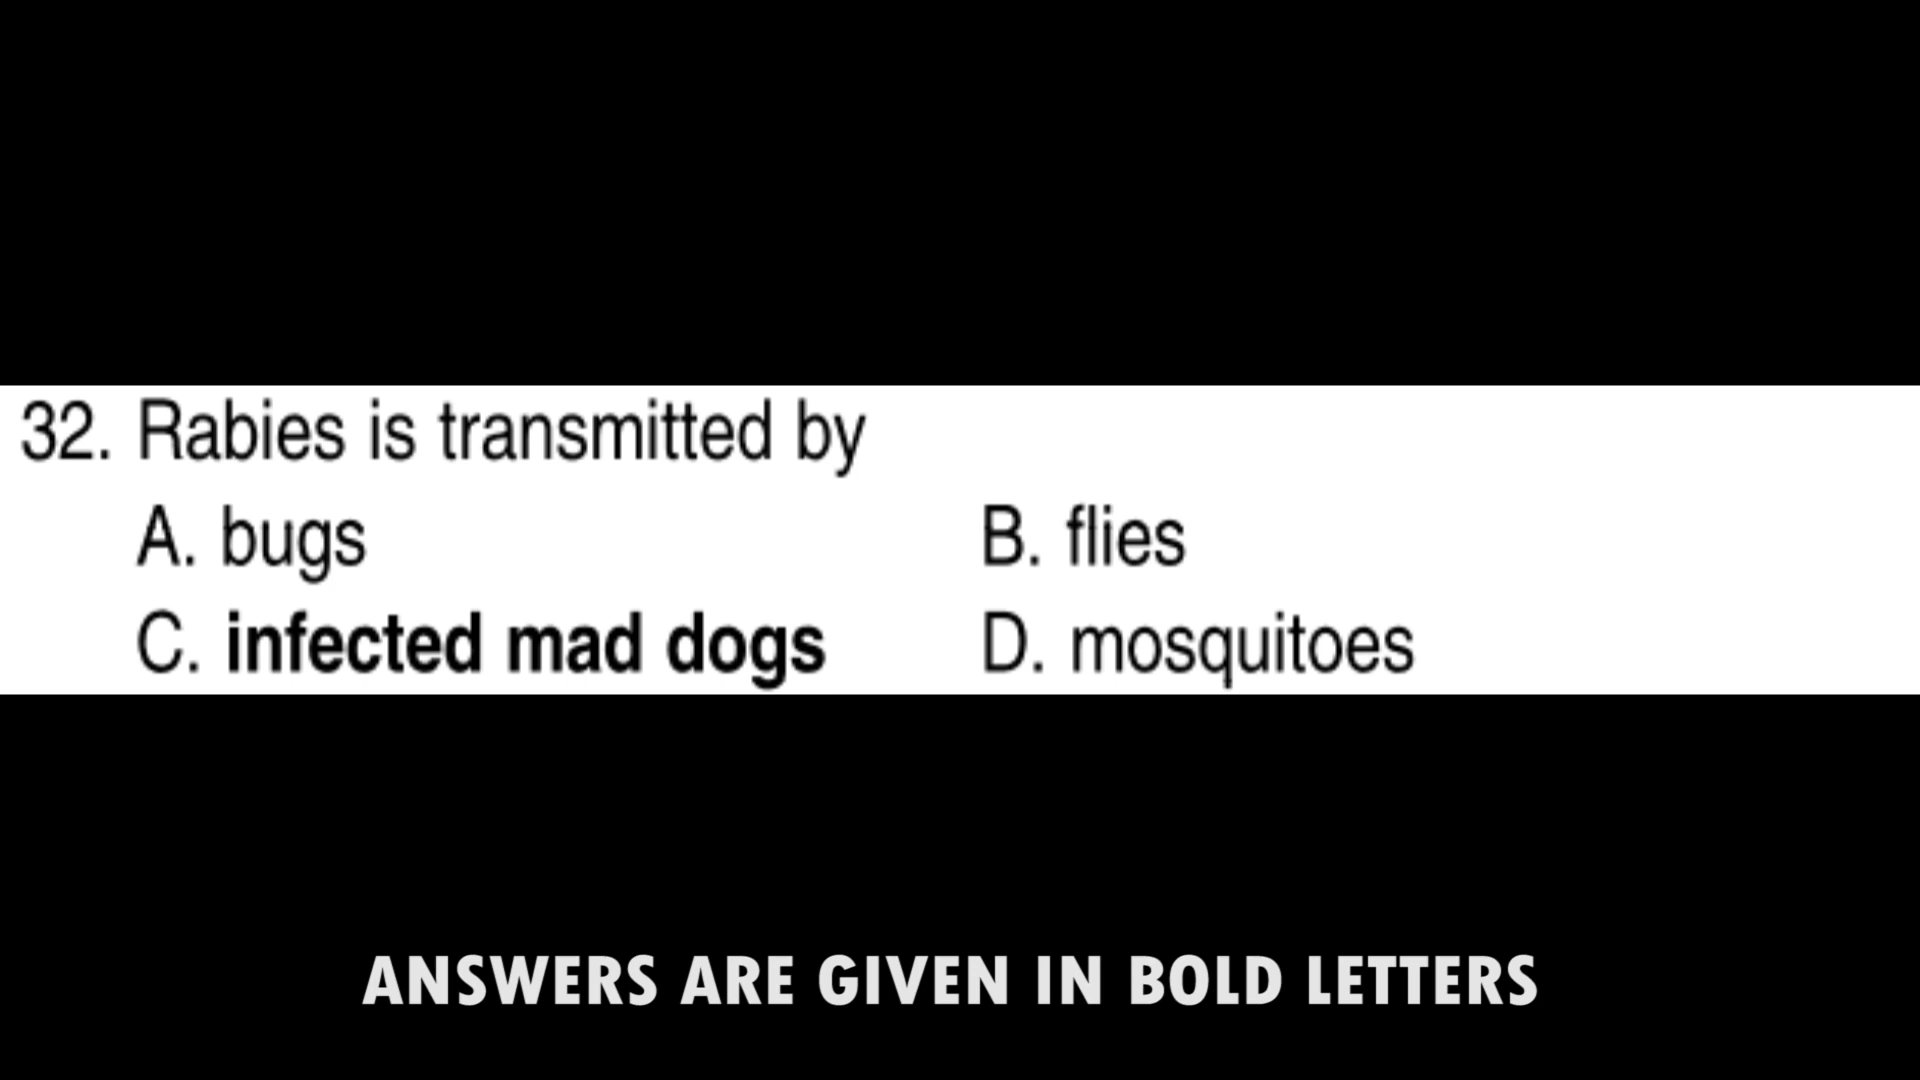 32. Rabies is transmitted by
A. bugs B. flies
C. infected mad dogs D. mosquitoes
ANSWERS ARE GIVEN IN BOLD LETTERS